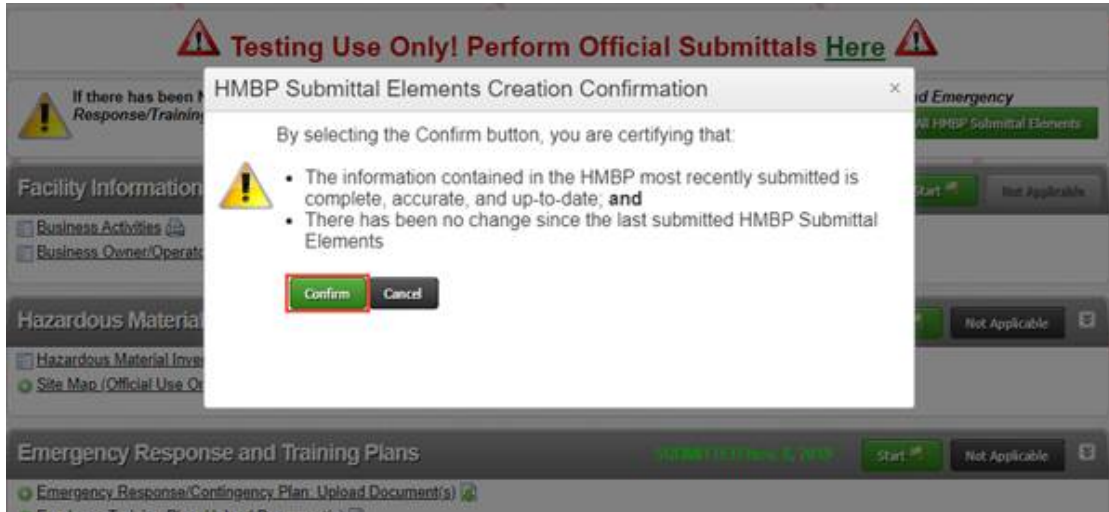 Testing Use Only! Perform Official Submittals Here
HMBP Submittal Elements Creation Confirmation
×
If there has been
Response/Training
d Emergency
All HMBP Submittal Elements
By selecting the Confirm button, you are certifying that:
• The information contained in the HMBP most recently submitted is
complete, accurate, and up-to-date; and
• There has been no change since the last submitted HMBP Submittal
Elements
Confirm
Cancel
Facility Information
Start
Not Applicable
Business Activities
Business Owner/Operato
Hazardous Material
Not Applicable
Hazardous Material Inve
Site Map (Official Use O
Emergency Response and Training Plans
SUBMITTED
Start
Not Applicable
Emergency Response/Contingency Plan: Upload Document(s)